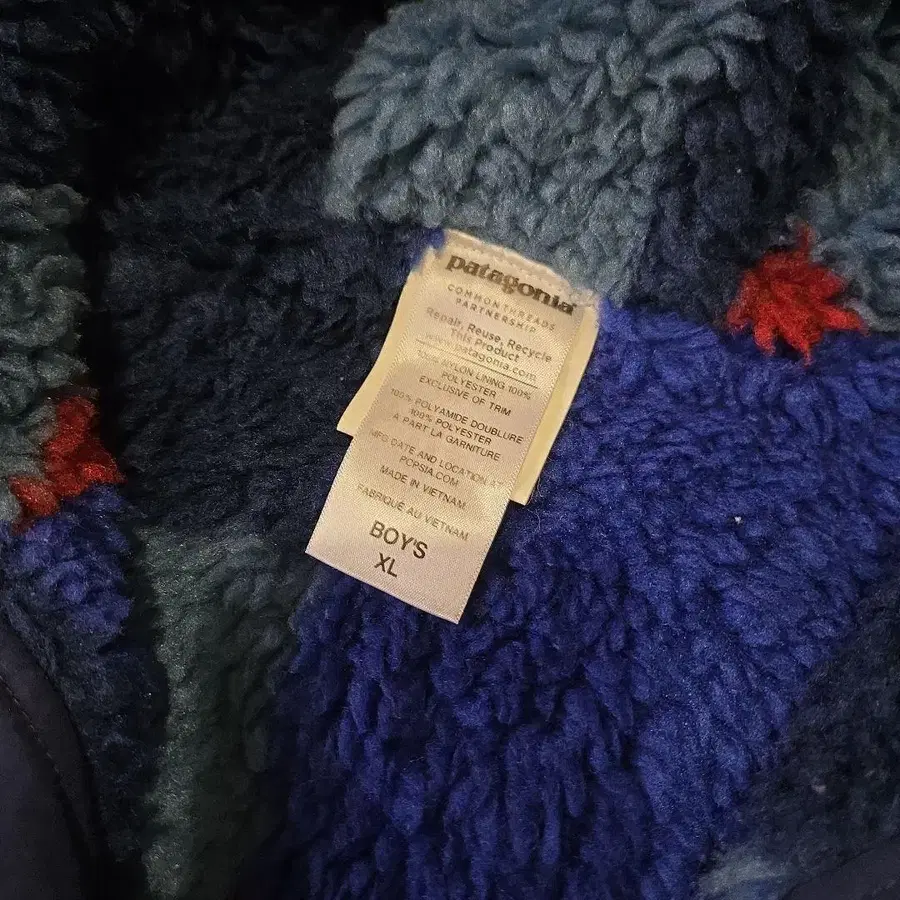 patagonia
COMMON THREADS
PARTNERSHIP
Repair, Reuse, Recycle
This Product
www.patagonia.com
100% NYLON LINING 100%
POLYESTER
EXCLUSIVE OF TRIM
100% POLYAMIDE DOUBLURE
100% POLYESTER
A PART LA GARNITURE
MFG DATE AND LOCATION AT
PCPSIA.COM
MADE IN VIETNAM
FABRIQUÉ AU VIETNAM
BOY'S
XL